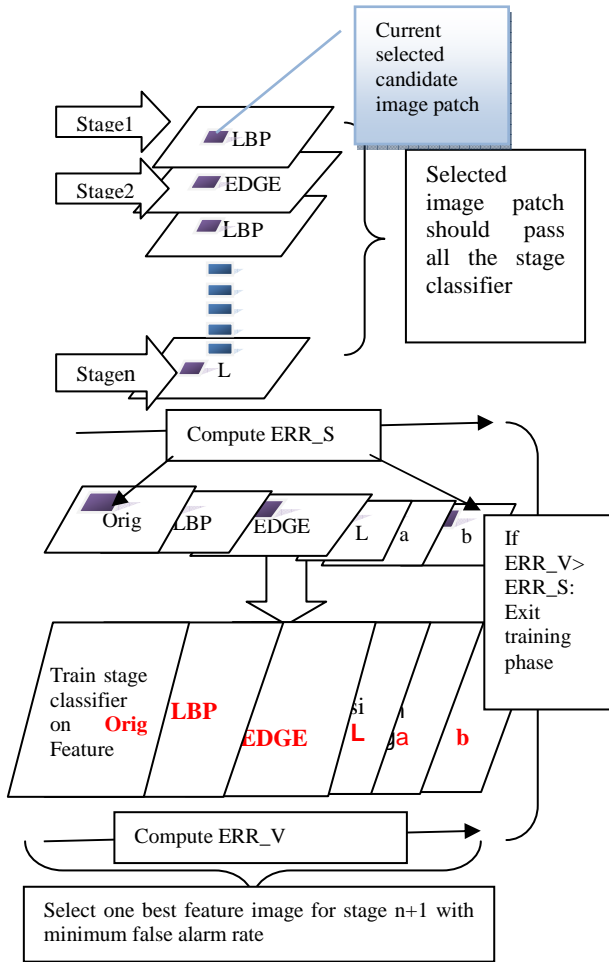 Current
selected
candidate
image patch
Stage1
LBP
Stage2
EDGE
LBP
Selected
image patch
should pass
all the stage
classifier
Stagen
L
Compute ERR_S
Orig
LBP
EDGE
L
a
b
If
ERR_V>
ERR_S:
Exit
training
phase
Train stage
classifier
on Orig
Feature
LBP
EDGE
si
L
ga
b
Compute ERR_V
Select one best feature image for stage n+1 with
minimum false alarm rate